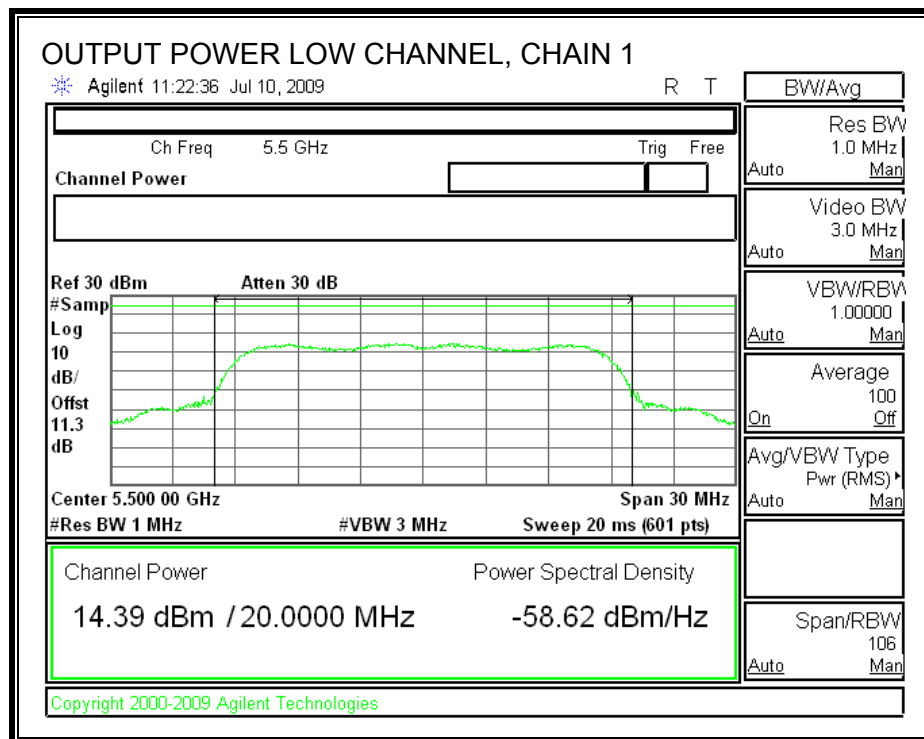 OUTPUT POWER LOW CHANNEL, CHAIN 1
Agilent 11:22:36 Jul 10, 2009 R T
Ch Freq 5.5 GHz Trig Free
Channel Power
Ref 30 dBm Atten 30 dB
#Samp
Log
10
dB/
Offst
11.3
dB
Center 5.500 00 GHz Span 30 MHz
#Res BW 1 MHz #VBW 3 MHz Sweep 20 ms (601 pts)
Channel Power Power Spectral Density
14.39 dBm / 20.0000 MHz -58.62 dBm/Hz
Copyright 2000-2009 Agilent Technologies
BW/Avg
Res BW
1.0 MHz
Auto Man
Video BW
3.0 MHz
Auto Man
VBW/RBW
1.00000
Auto Man
Average
100
On Off
Avg/VBW Type
Pwr (RMS)
Auto Man
Span/RBW
106
Auto Man